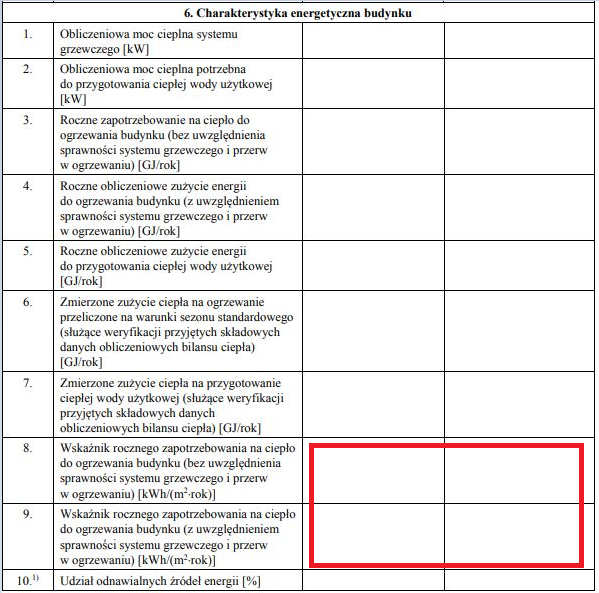 6. Charakterystyka energetyczna budynku
1. Obliczeniowa moc cieplna systemu
grzewczego [kW]
2. Obliczeniowa moc cieplna potrzebna
do przygotowania ciepłej wody użytkowej
[kW]
3. Roczne zapotrzebowanie na ciepło do
ogrzewania budynku (bez uwzględnienia
sprawności systemu grzewczego i przerw
w ogrzewaniu) [GJ/rok]
4. Roczne obliczeniowe zużycie energii
do ogrzewania budynku (z uwzględnieniem
sprawności systemu grzewczego i przerw
w ogrzewaniu) [GJ/rok]
5. Roczne obliczeniowe zużycie energii
do przygotowania ciepłej wody użytkowej
[GJ/rok]
6. Zmierzone zużycie ciepła na ogrzewanie
przeliczone na warunki sezonu standardowego
(służące weryfikacji przyjętych składowych
danych obliczeniowych bilansu ciepła)
[GJ/rok]
7. Zmierzone zużycie ciepła na przygotowanie
ciepłej wody użytkowej (służące weryfikacji
przyjętych składowych danych
obliczeniowych bilansu ciepła) [GJ/rok]
8. Wskaźnik rocznego zapotrzebowania na ciepło
do ogrzewania budynku (bez uwzględnienia
sprawności systemu grzewczego i przerw
w ogrzewaniu) [kWh/(m²·rok)]
9. Wskaźnik rocznego zapotrzebowania na ciepło
do ogrzewania budynku (z uwzględnieniem
sprawności systemu grzewczego i przerw
w ogrzewaniu) [kWh/(m²·rok)]
10.¹⁾ Udział odnawialnych źródeł energii [%]